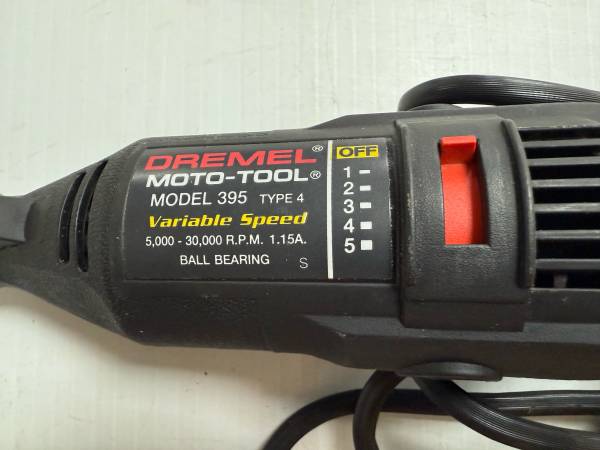 DREMEL®
MOTO-TOOL®
MODEL 395 TYPE 4
Variable Speed
5,000 - 30,000 R.P.M. 1.15A.
BALL BEARING S
OFF
1
2
3
4
5